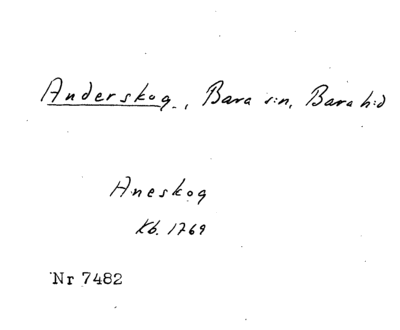 Anderskog, Bara s:n, Bara h:d
Aneskog
Kb. 1769
Nr 7482